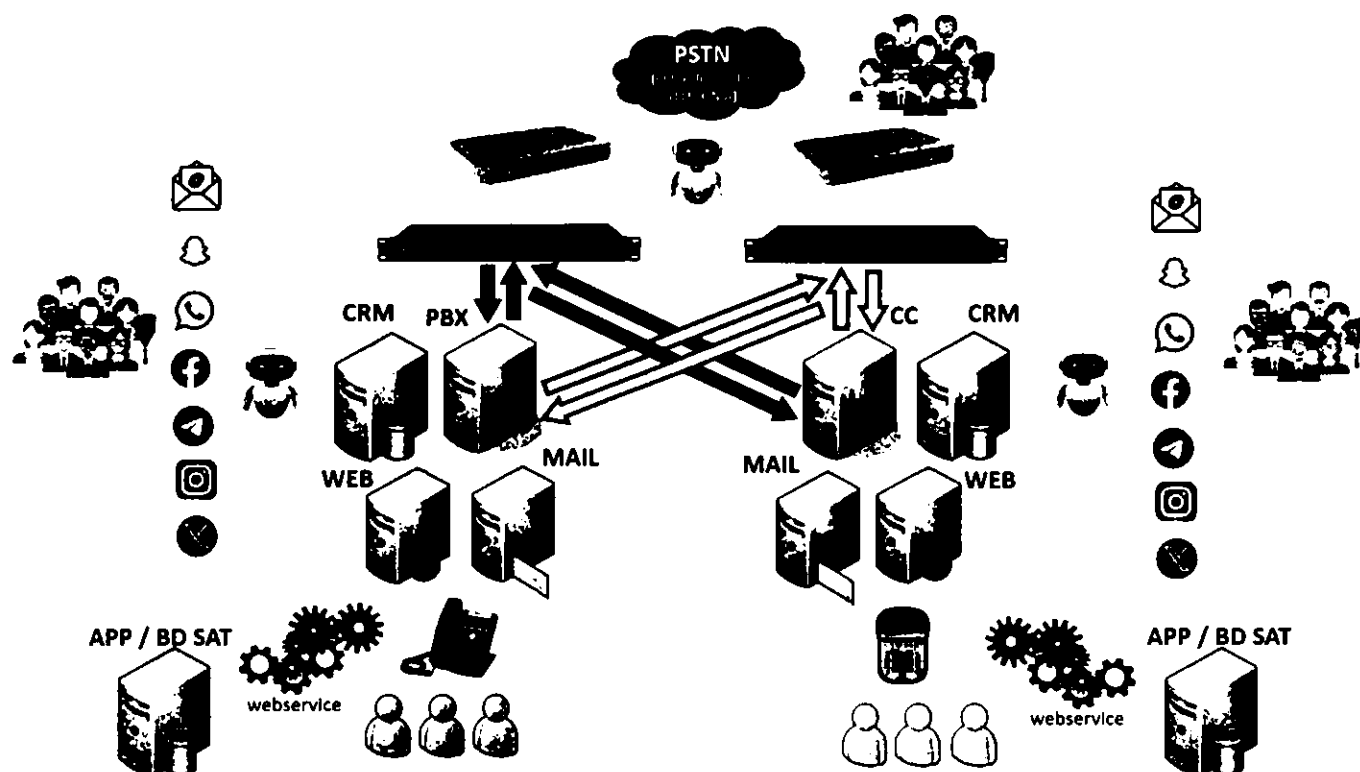 PSTN
CRM
PBX
CC
CRM
WEB
MAIL
MAIL
WEB
APP / BD SAT
webservice
webservice
APP / BD SAT